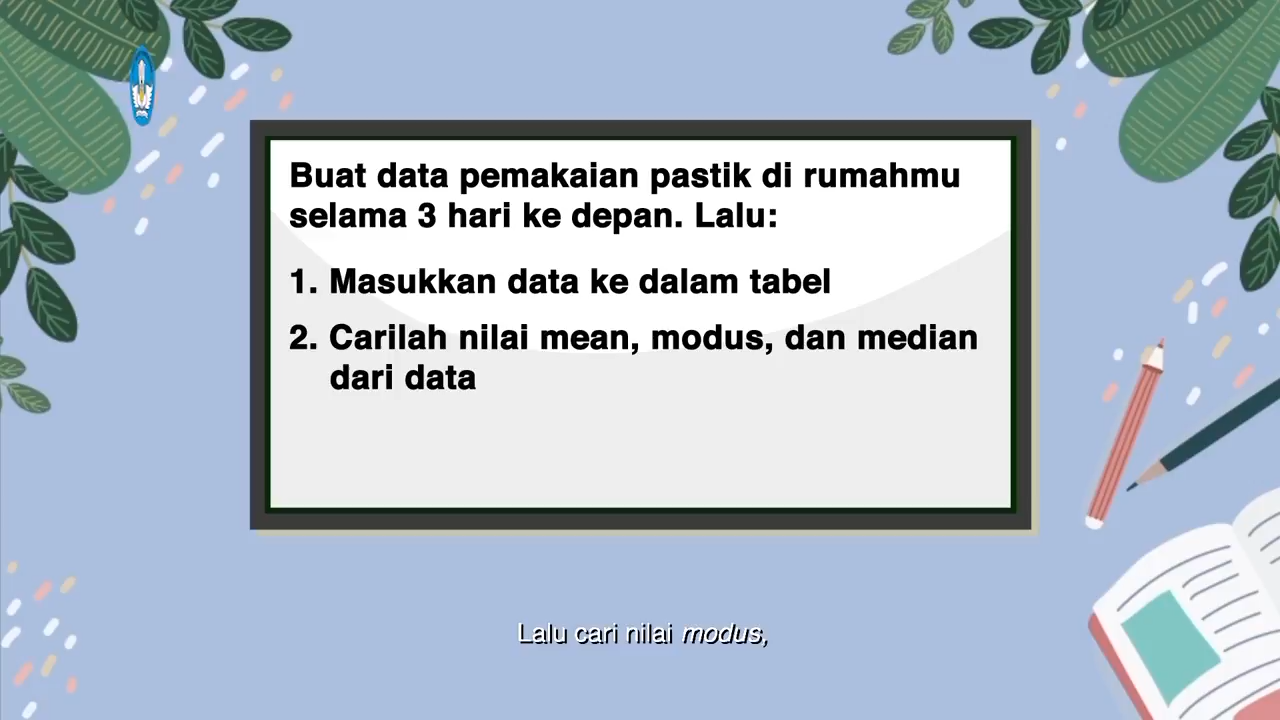 Buat data pemakaian pastik di rumahmu
selama 3 hari ke depan. Lalu:
1. Masukkan data ke dalam tabel
2. Carilah nilai mean, modus, dan median
dari data
Lalu cari nilai modus,